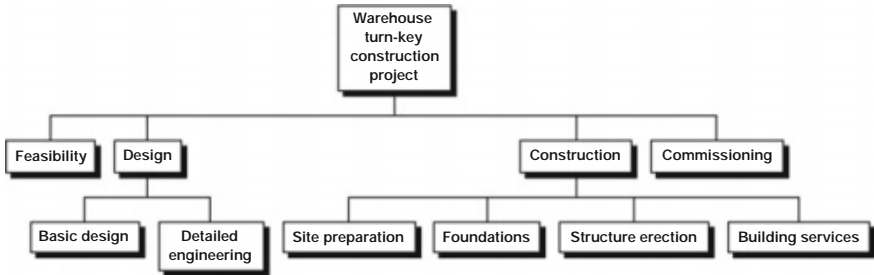 Warehouse
turn-key
construction
project
Feasibility
Design
Construction
Commissioning
Basic design
Detailed
engineering
Site preparation
Foundations
Structure erection
Building services